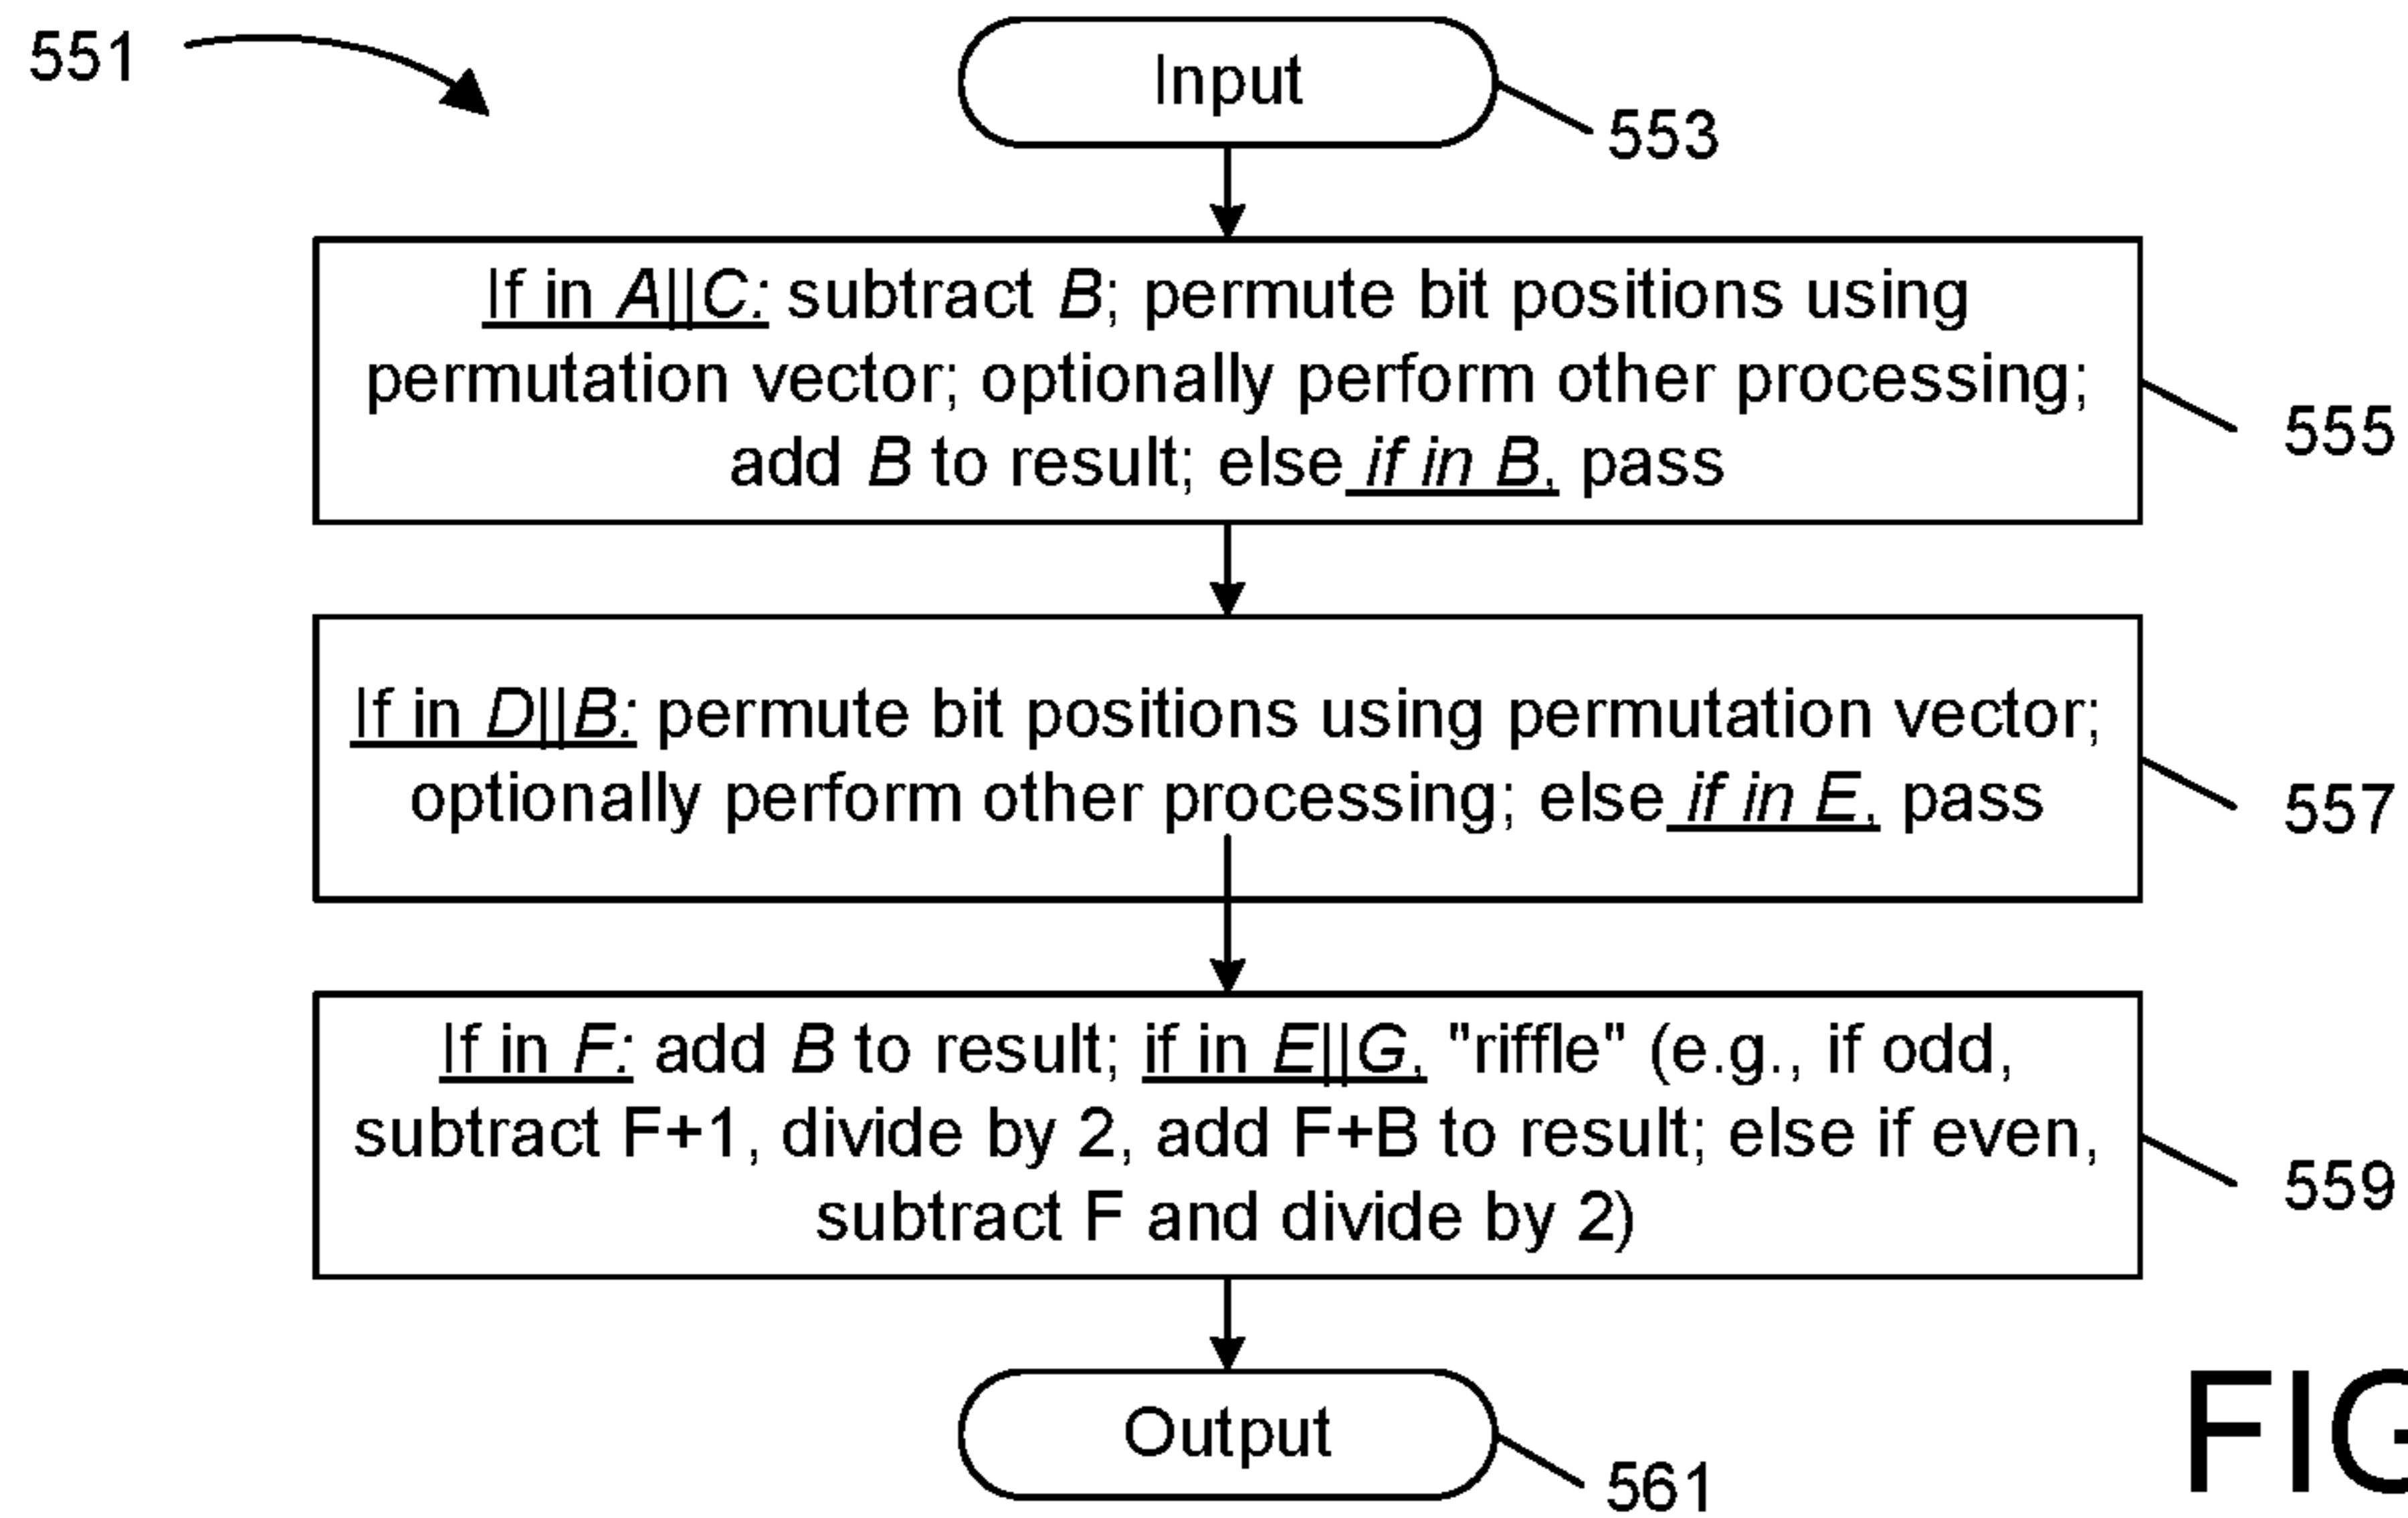 551
Input
553
If in A||C: subtract B; permute bit positions using
permutation vector; optionally perform other processing;
add B to result; else if in B, pass
555
If in D||B: permute bit positions using permutation vector;
optionally perform other processing; else if in E, pass
557
If in F: add B to result; if in E||G, "riffle" (e.g., if odd,
subtract F+1, divide by 2, add F+B to result; else if even,
subtract F and divide by 2)
559
Output
561
FIG